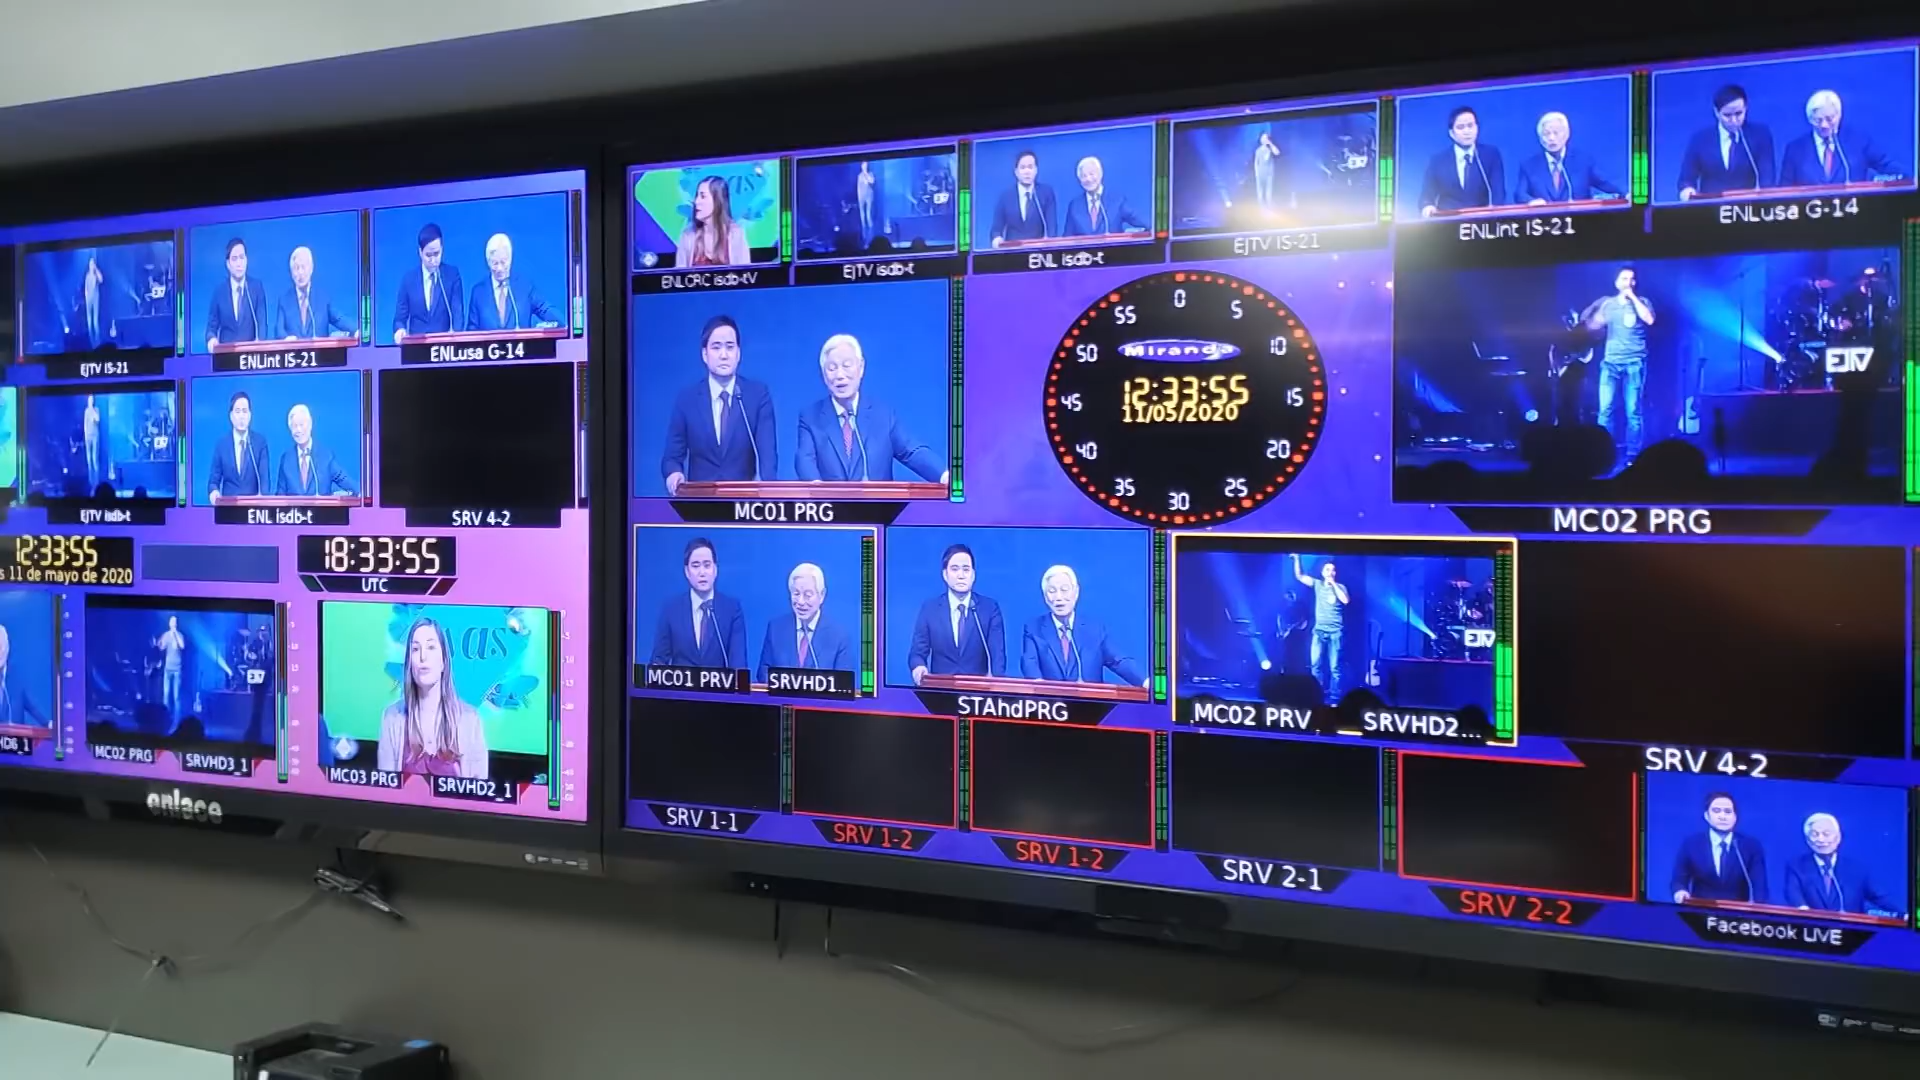 EJTV IS-21
ENLint IS-21
ENLusa G-14
EJTV isdb-t
ENL isdb-t
SRV 4-2
12:33:55
s 11 de mayo de 2020
18:33:55
UTC
vas
HD6_1
MC02 PRG
SRVHD3_1
MC03 PRG
SRVHD2_1
enlace
ENLCRC isdb-tV
EJTV isdb-t
ENL isdb-t
EJTV IS-21
ENLint IS-21
ENLusa G-14
0
5
10
15
20
25
30
35
40
45
50
55
Miranda
12:33:55
11/05/2020
EJTV
MC01 PRG
MC02 PRG
MC01 PRV
SRVHD1...
STAhdPRG
EJTV
MC02 PRV
SRVHD2...
SRV 4-2
SRV 1-1
SRV 1-2
SRV 1-2
SRV 2-1
SRV 2-2
Facebook LIVE